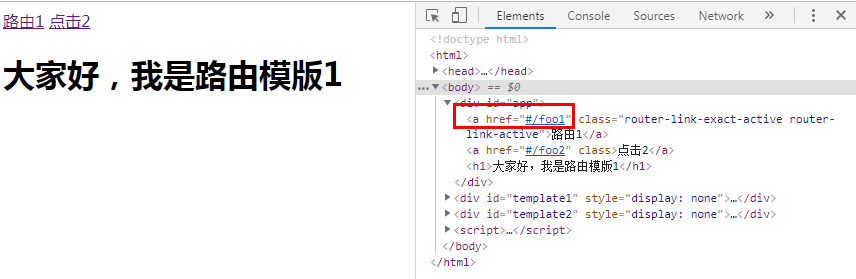 路由1 点击2
大家好，我是路由模版1
Elements Console Sources Network » ⋮ ×
<!doctype html>
<html>
▶<head>…</head>
…▼<body> == $0
▼<div id="app">
<a href="#/foo1" class="router-link-exact-active router-
link-active">路由1</a>
<a href="#/foo2" class>点击2</a>
<h1>大家好，我是路由模版1</h1>
</div>
▶<div id="template1" style="display: none">…</div>
▶<div id="template2" style="display: none">…</div>
▶<script>…</script>
</body>
</html>